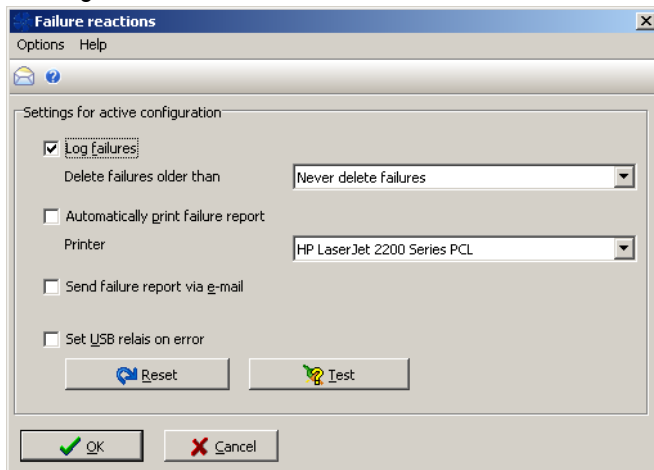 Failure reactions
Options Help
Settings for active configuration
Log failures
Delete failures older than Never delete failures
Automatically print failure report
Printer HP LaserJet 2200 Series PCL
Send failure report via e-mail
Set USB relais on error
Reset Test
OK Cancel